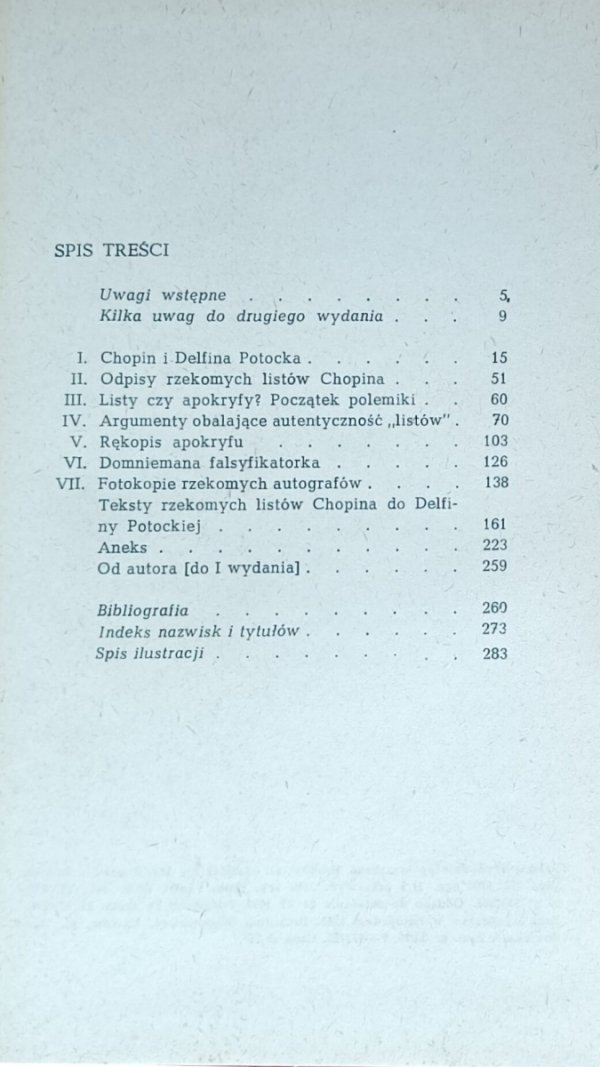 SPIS TREŚCI
Uwagi wstępne . . . . . . . . 5,
Kilka uwag do drugiego wydania . . . 9
I. Chopin i Delfina Potocka . . . . . . 15
II. Odpisy rzekomych listów Chopina . . . 51
III. Listy czy apokryfy? Początek polemiki . . 60
IV. Argumenty obalające autentyczność „listów" . 70
V. Rękopis apokryfu . . . . . . . 103
VI. Domniemana falsyfikatorka . . . . . 126
VII. Fotokopie rzekomych autografów . . . . 138
Teksty rzekomych listów Chopina do Delfi-
ny Potockiej . . . . . . . . . 161
Aneks . . . . . . . . . . . 223
Od autora [do I wydania] . . . . . . 259
Bibliografia . . . . . . . . . 260
Indeks nazwisk i tytułów . . . . . . 273
Spis ilustracji . . . . . . . . . 283